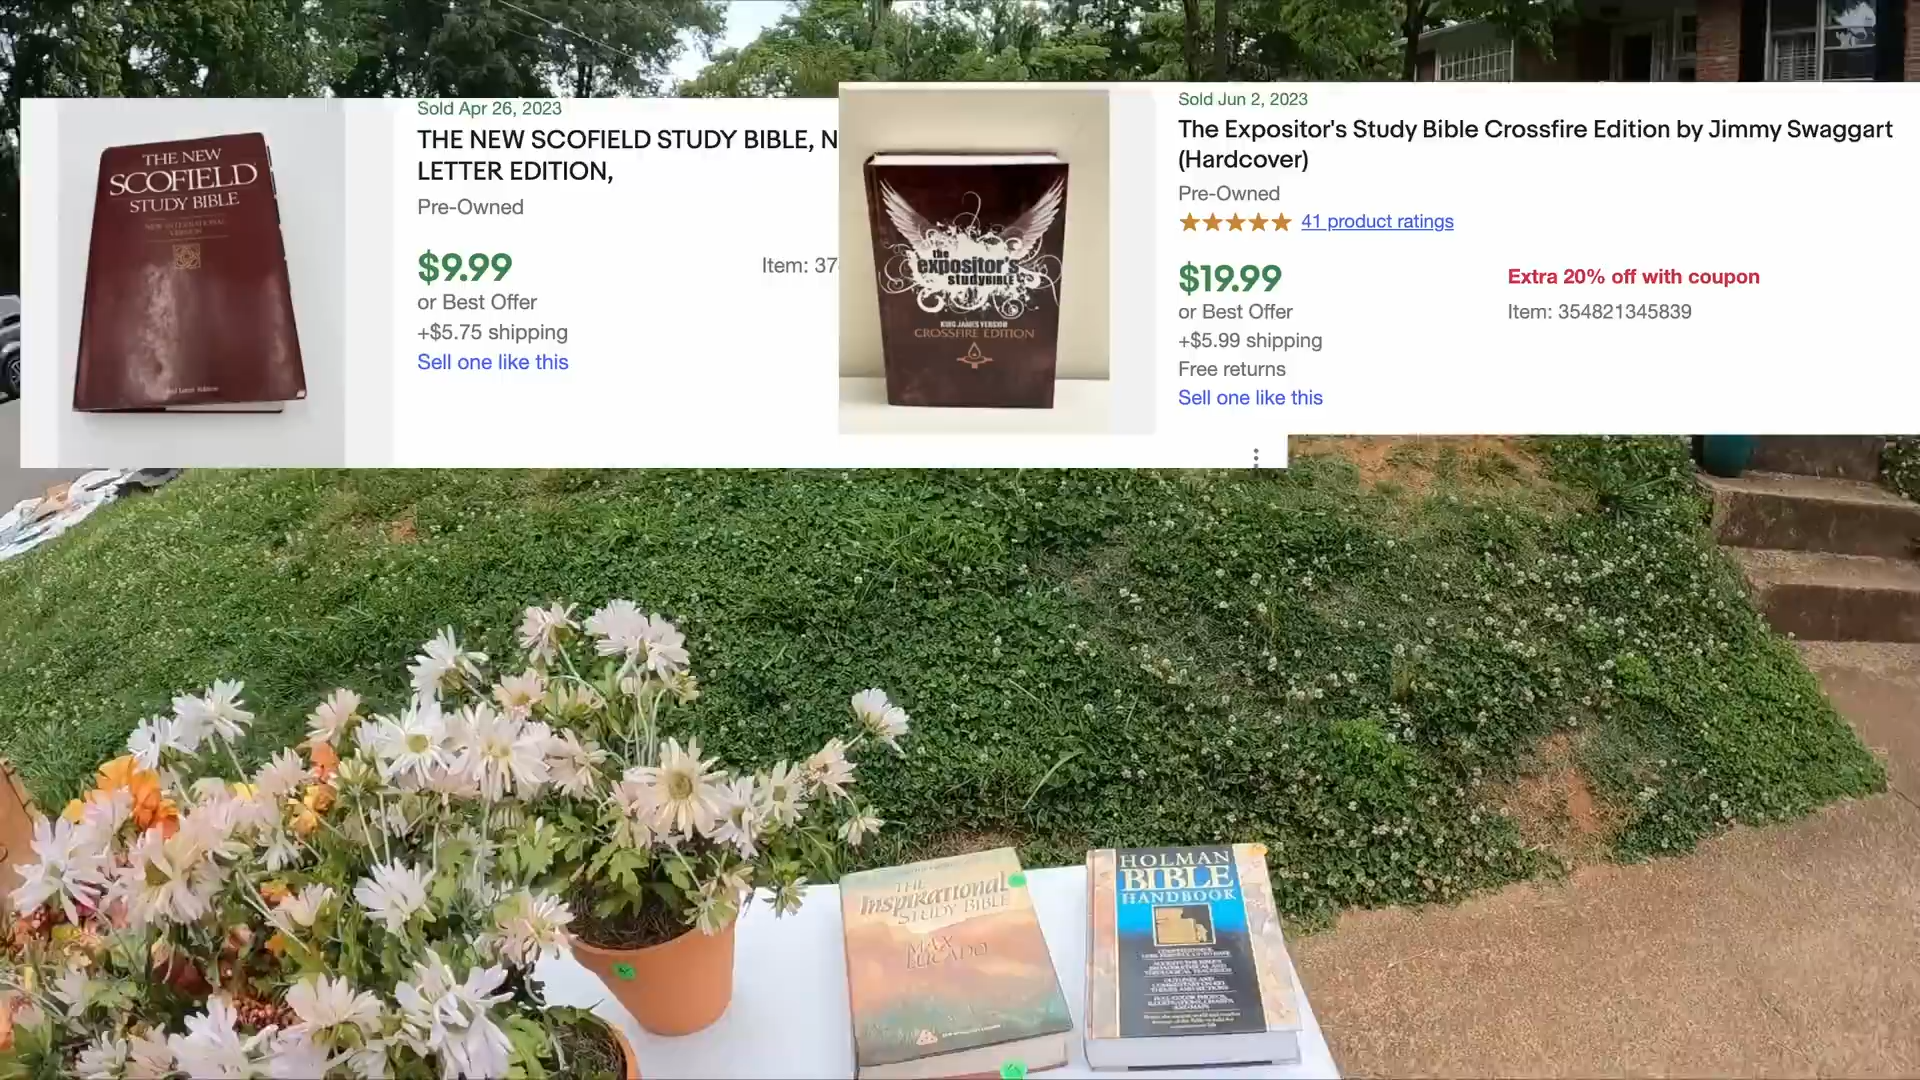 Sold Apr 26, 2023
THE NEW SCOFIELD STUDY BIBLE, N
LETTER EDITION,
Pre-Owned
$9.99
or Best Offer
+$5.75 shipping
Sell one like this
Item: 37
THE NEW
SCOFIELD
STUDY BIBLE
NEW INTERNATIONAL
VERSION
Sold Jun 2, 2023
The Expositor's Study Bible Crossfire Edition by Jimmy Swaggart
(Hardcover)
Pre-Owned
41 product ratings
$19.99
or Best Offer
+$5.99 shipping
Free returns
Sell one like this
Extra 20% off with coupon
Item: 354821345839
the
expositor's
studyBIBLE
KING JAMES VERSION
CROSSFIRE EDITION
THE
Inspirational
STUDY BIBLE
MAX
LUCADO
HOLMAN
BIBLE
HANDBOOK